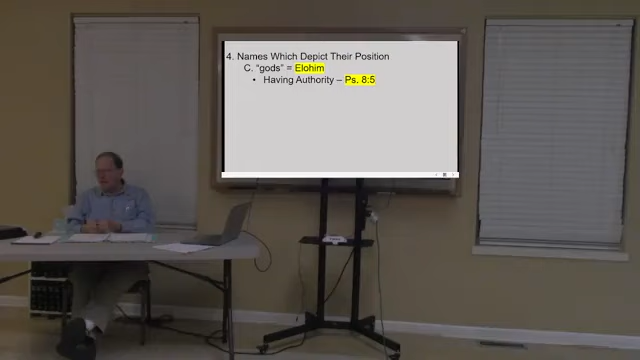 4. Names Which Depict Their Position
C. "gods" = Elohim
• Having Authority – Ps. 8:5